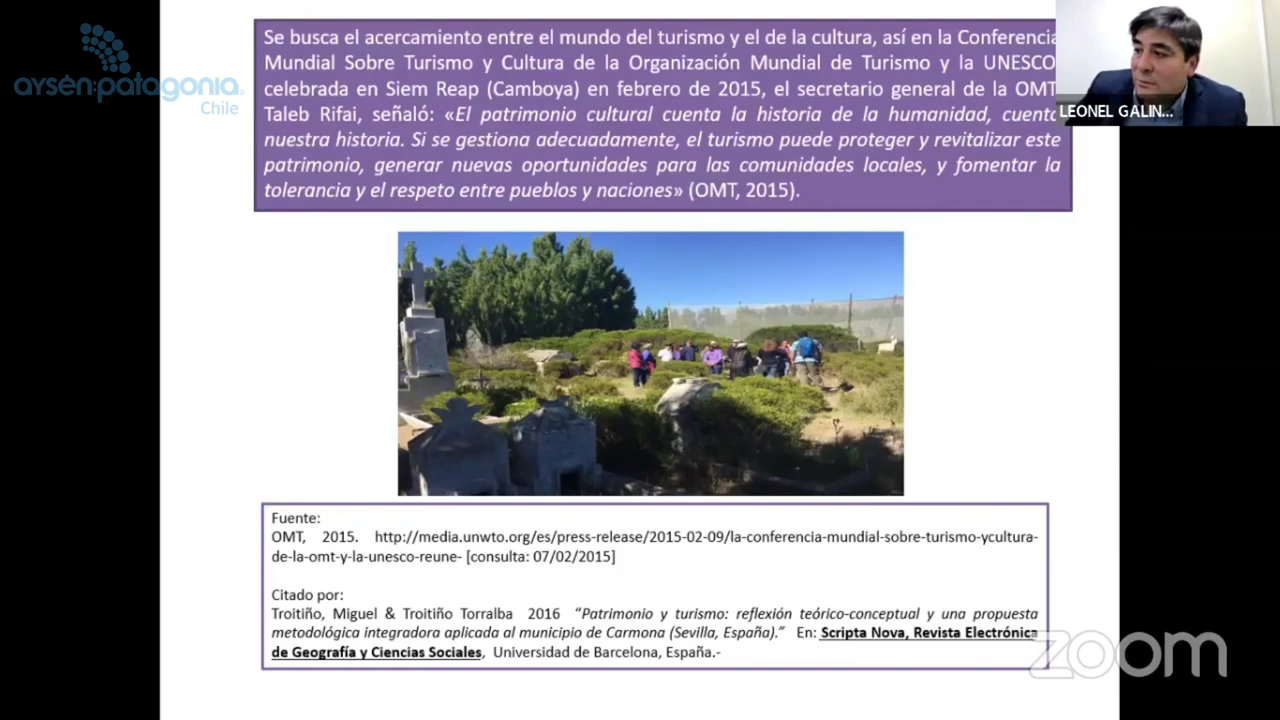 aysén:patagonia
Chile
Se busca el acercamiento entre el mundo del turismo y el de la cultura, así en la Conferencia
Mundial Sobre Turismo y Cultura de la Organización Mundial de Turismo y la UNESCO
celebrada en Siem Reap (Camboya) en febrero de 2015, el secretario general de la OMT
Taleb Rifai, señaló: «El patrimonio cultural cuenta la historia de la humanidad, cuenta
nuestra historia. Si se gestiona adecuadamente, el turismo puede proteger y revitalizar este
patrimonio, generar nuevas oportunidades para las comunidades locales, y fomentar la
tolerancia y el respeto entre pueblos y naciones» (OMT, 2015).
LEONEL GALIN...
Fuente:
OMT, 2015. http://media.unwto.org/es/press-release/2015-02-09/la-conferencia-mundial-sobre-turismo-ycultura-
de-la-omt-y-la-unesco-reune- [consulta: 07/02/2015]
Citado por:
Troitiño, Miguel & Troitiño Torralba 2016 “Patrimonio y turismo: reflexión teórico-conceptual y una propuesta
metodológica integradora aplicada al municipio de Carmona (Sevilla, España).” En: Scripta Nova, Revista Electrónica
de Geografía y Ciencias Sociales, Universidad de Barcelona, España.-
zoom